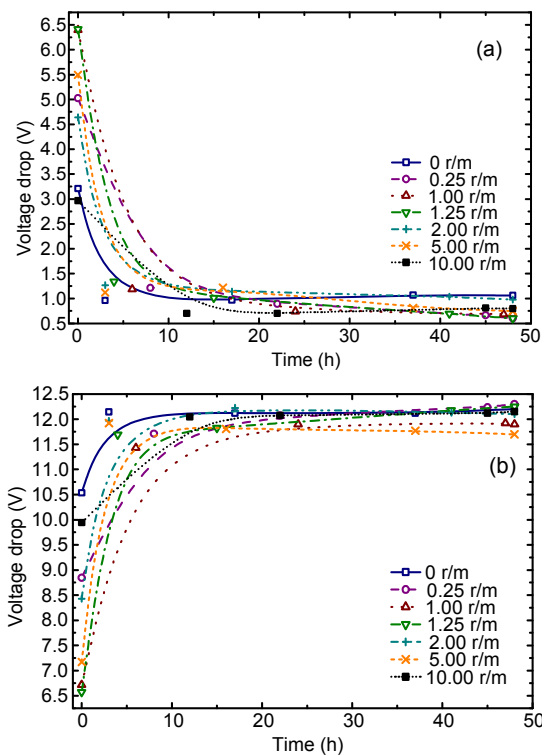 6.5
(a)
6.0
5.5
5.0
4.5
4.0
3.5
3.0
2.5
2.0
1.5
1.0
0.5
Voltage drop (V)
0 r/m
0.25 r/m
1.00 r/m
1.25 r/m
2.00 r/m
5.00 r/m
10.00 r/m
0 10 20 30 40 50
Time (h)
12.5
12.0
11.5
11.0
10.5
10.0
9.5
9.0
8.5
8.0
7.5
7.0
6.5
Voltage drop (V)
(b)
0 r/m
0.25 r/m
1.00 r/m
1.25 r/m
2.00 r/m
5.00 r/m
10.00 r/m
0 10 20 30 40 50
Time (h)